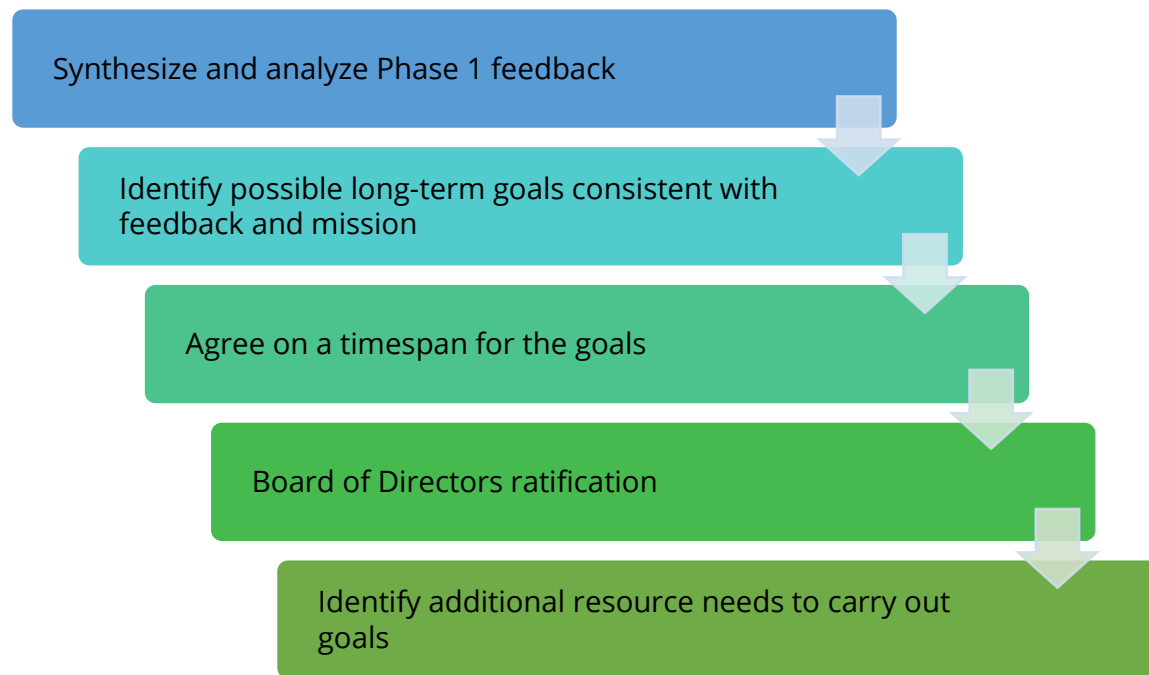 Synthesize and analyze Phase 1 feedback
Identify possible long-term goals consistent with
feedback and mission
Agree on a timespan for the goals
Board of Directors ratification
Identify additional resource needs to carry out
goals